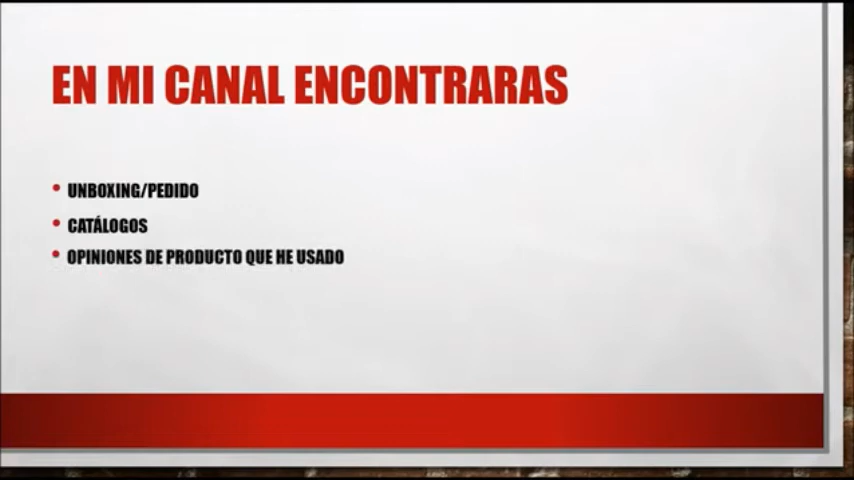 EN MI CANAL ENCONTRARAS
• UNBOXING/PEDIDO
• CATÁLOGOS
• OPINIONES DE PRODUCTO QUE HE USADO